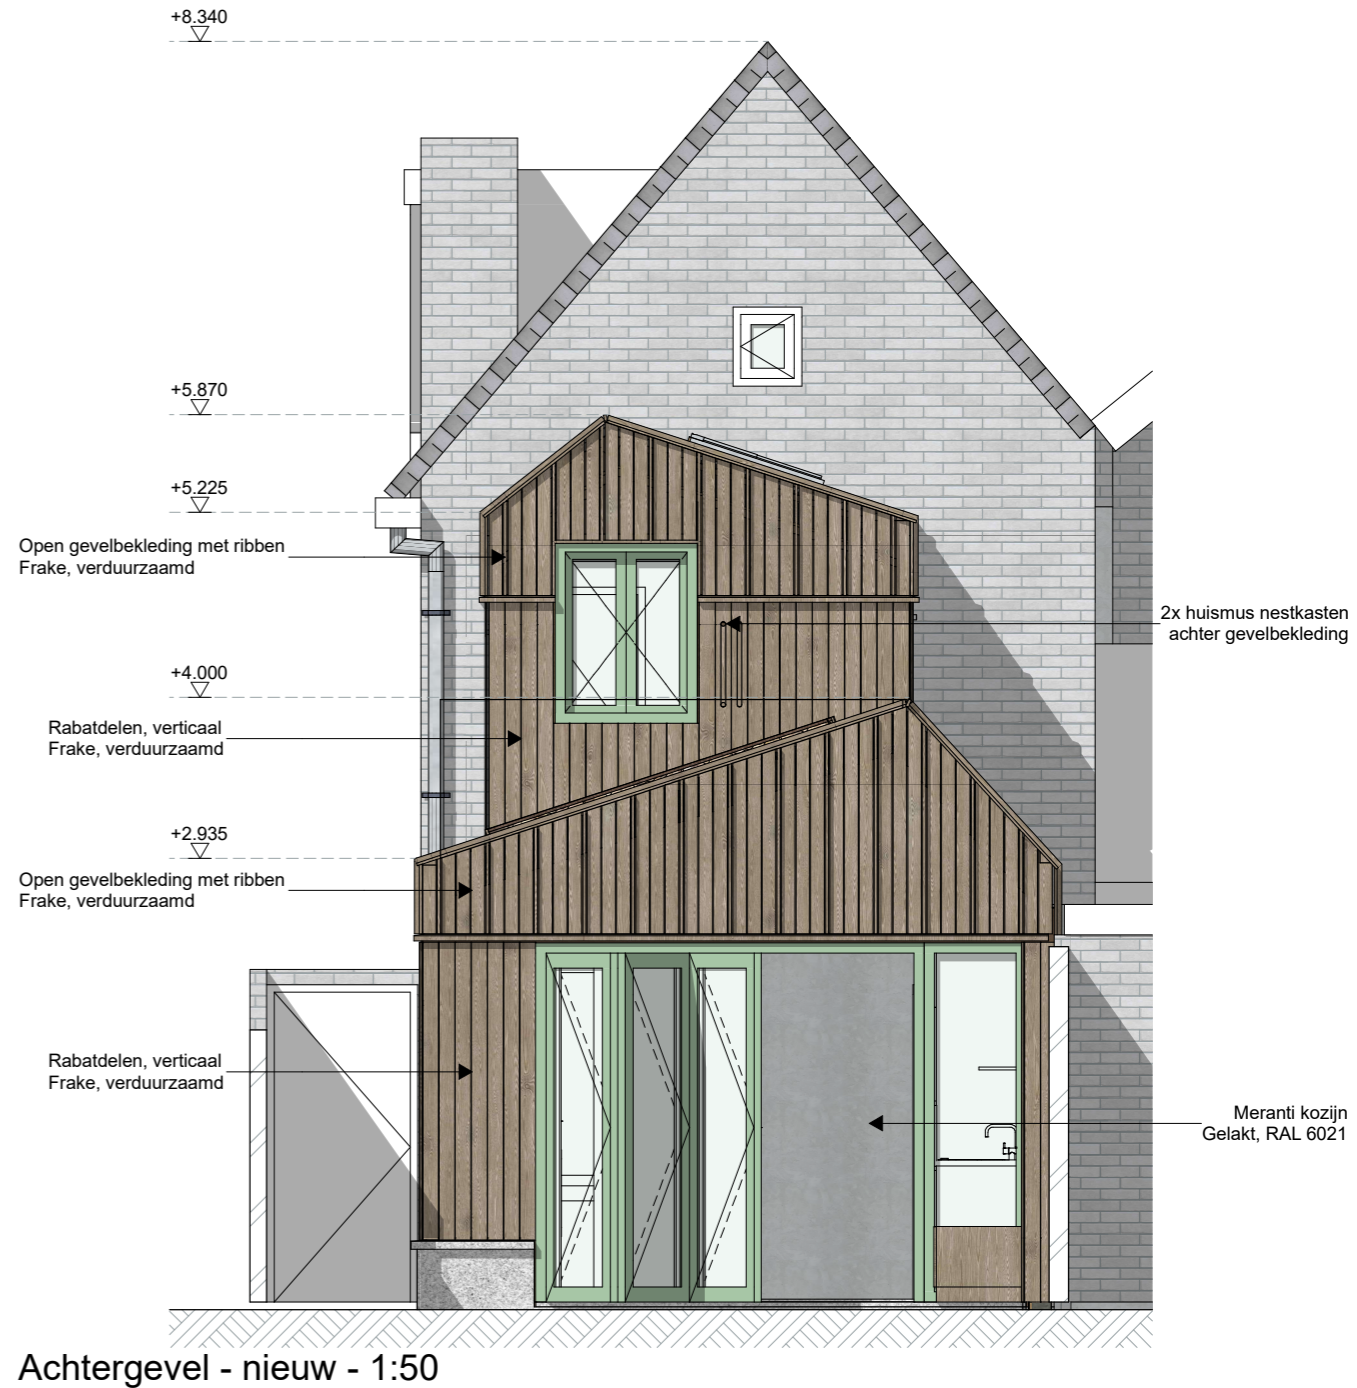 +8.340
+5.870
+5.225
Open gevelbekleding met ribben
Frake, verduurzaamd
2x huismus nestkasten
achter gevelbekleding
+4.000
Rabatdelen, verticaal
Frake, verduurzaamd
+2.935
Open gevelbekleding met ribben
Frake, verduurzaamd
Rabatdelen, verticaal
Frake, verduurzaamd
Meranti kozijn
Gelakt, RAL 6021
Achtergevel - nieuw - 1:50